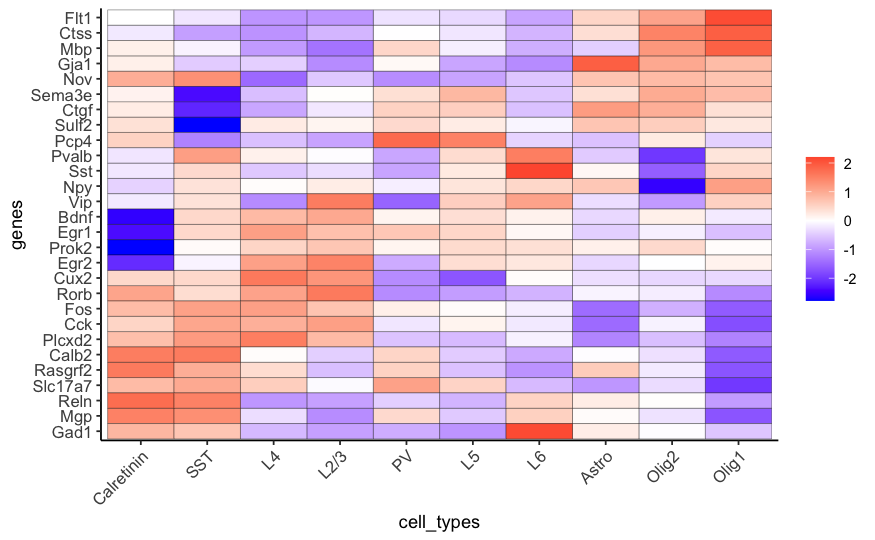 Flt1
Ctss
Mbp
Gja1
Nov
Sema3e
Ctgf
Sulf2
Pcp4
Pvalb
Sst
Npy
Vip
Bdnf
Egr1
Prok2
Egr2
Cux2
Rorb
Fos
Cck
Plcxd2
Calb2
Rasgrf2
Slc17a7
Reln
Mgp
Gad1
genes
Calretinin
SST
L4
L2/3
PV
L5
L6
Astro
Olig2
Olig1
cell_types
2
1
0
-1
-2